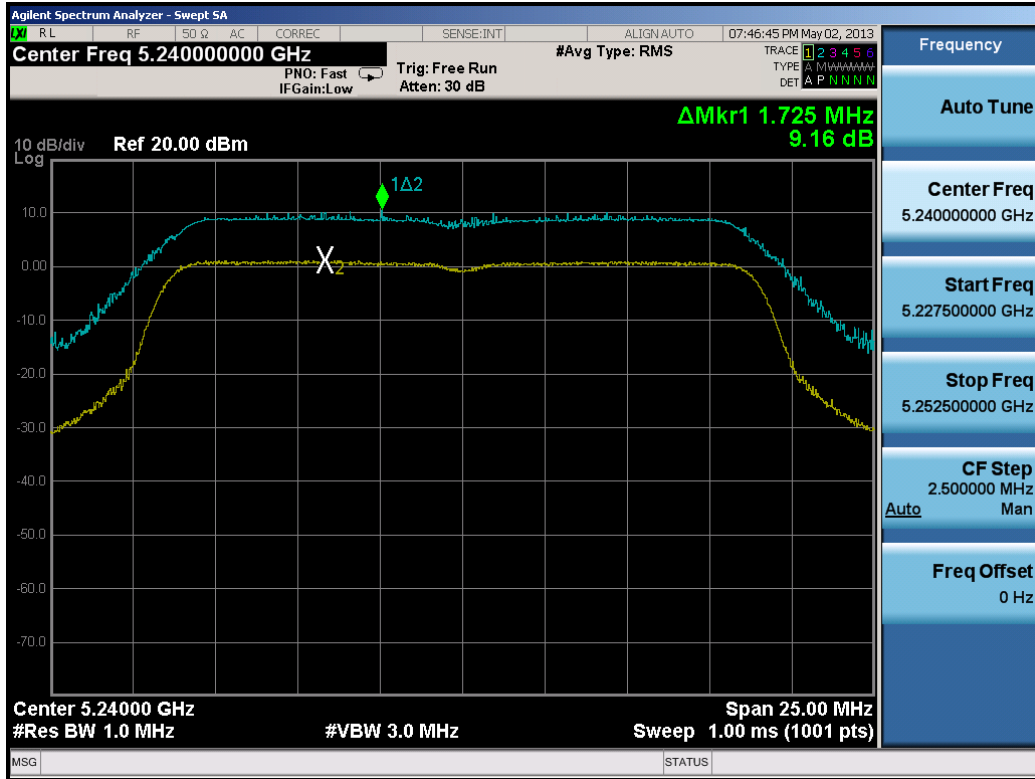 Agilent Spectrum Analyzer - Swept SA
LXI RL RF 50 Ω AC CORREC SENSE:INT ALIGNAUTO 07:46:45 PM May 02, 2013
Center Freq 5.240000000 GHz #Avg Type: RMS TRACE 1 2 3 4 5 6
PNO: Fast Trig: Free Run TYPE A MWWWWW
IFGain:Low Atten: 30 dB DET A P N N N N
ΔMkr1 1.725 MHz
9.16 dB
10 dB/div Ref 20.00 dBm
Log
1Δ2
10.0
0.00
X2
-10.0
-20.0
-30.0
-40.0
-50.0
-60.0
-70.0
Center 5.24000 GHz Span 25.00 MHz
#Res BW 1.0 MHz #VBW 3.0 MHz Sweep 1.00 ms (1001 pts)
MSG STATUS
Frequency
Auto Tune
Center Freq
5.240000000 GHz
Start Freq
5.227500000 GHz
Stop Freq
5.252500000 GHz
CF Step
2.500000 MHz
Auto Man
Freq Offset
0 Hz